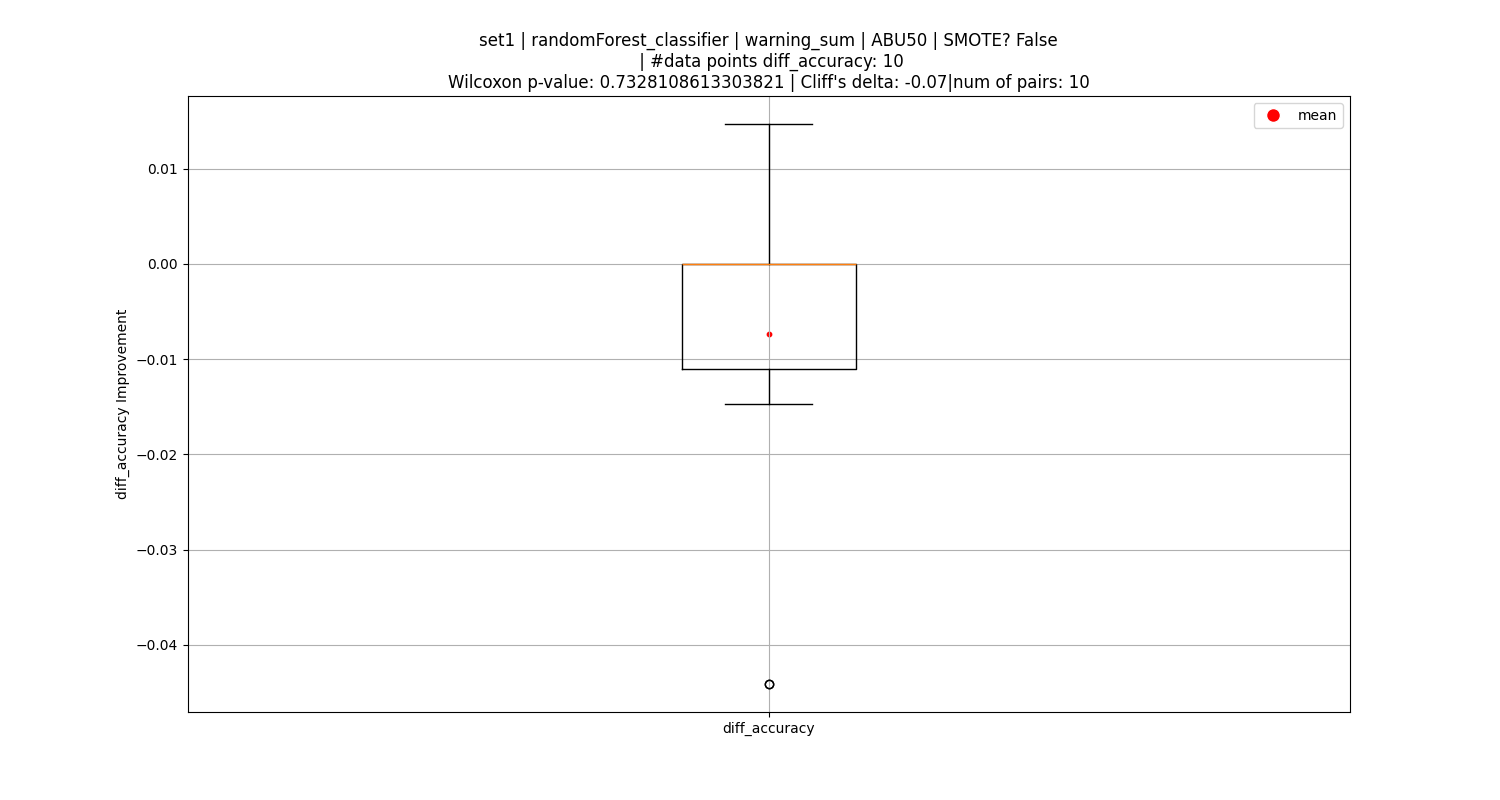 set1 | randomForest_classifier | warning_sum | ABU50 | SMOTE? False
| #data points diff_accuracy: 10
Wilcoxon p-value: 0.7328108613303821 | Cliff's delta: -0.07|num of pairs: 10
mean
0.01
0.00
−0.01
−0.02
−0.03
−0.04
diff_accuracy Improvement
diff_accuracy